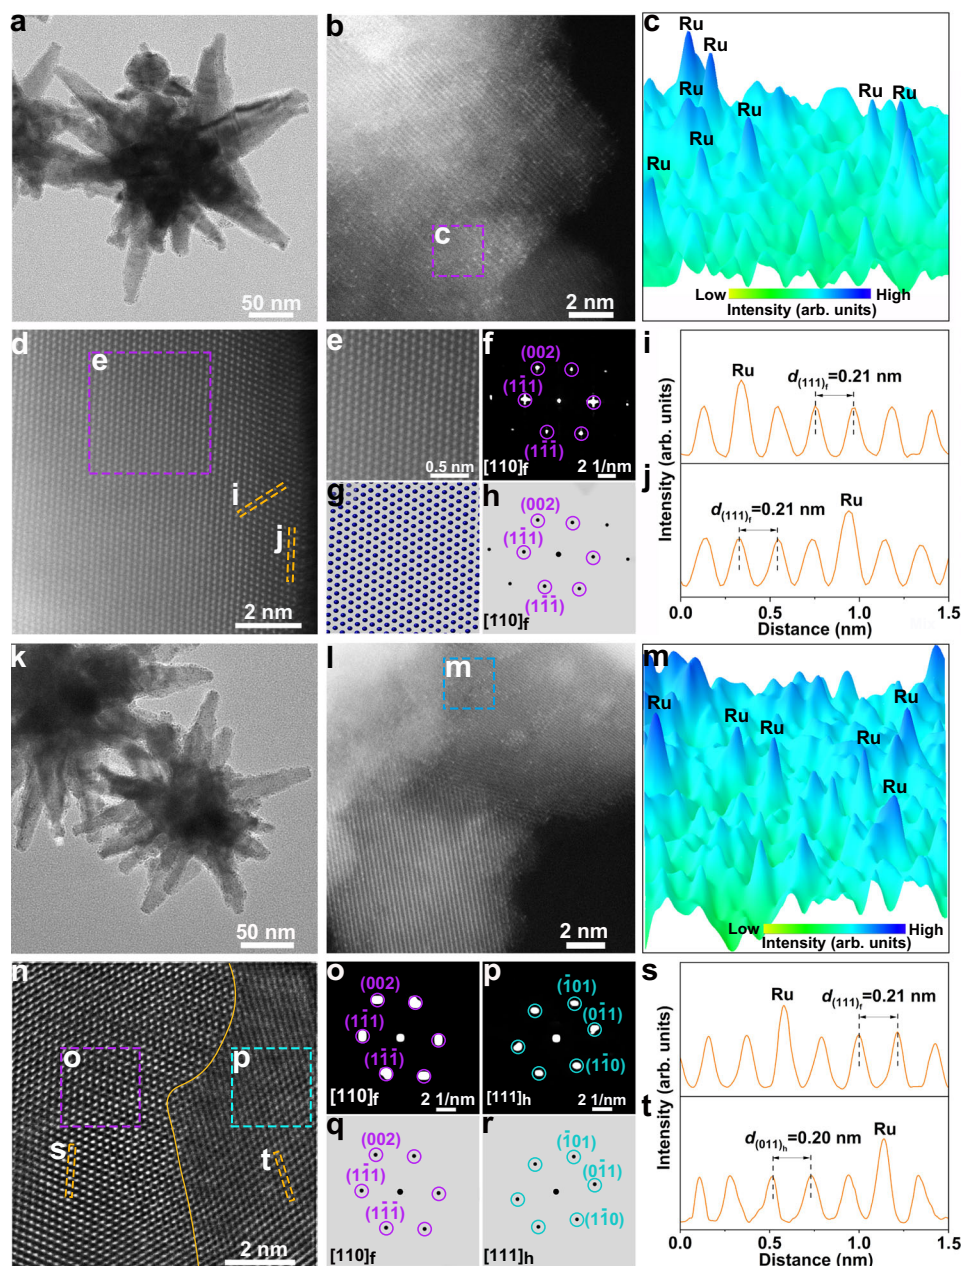 a
50 nm
b
c
2 nm
c
Ru
Ru
Ru
Ru
Ru
Ru
Ru
Ru
Low
High
Intensity (arb. units)
d
e
i
j
2 nm
e
0.5 nm
f
(002)
(11̄1)
(11̄1̄)
[110]f
2 1/nm
g
h
(002)
(11̄1)
(11̄1̄)
[110]f
i
Ru
d(111)f=0.21 nm
j
Ru
d(111)f=0.21 nm
Intensity (arb. units)
0.0 0.5 1.0 1.5
Distance (nm)
k
50 nm
l
m
2 nm
m
Ru
Ru
Ru
Ru
Ru
Ru
Low
High
Intensity (arb. units)
n
o
p
s
t
2 nm
o
(002)
(11̄1)
(11̄1̄)
[110]f
2 1/nm
p
(1̄01)
(01̄1)
(11̄0)
[111]h
2 1/nm
q
(002)
(11̄1)
(11̄1̄)
[110]f
r
(1̄01)
(01̄1)
(11̄0)
[111]h
s
Ru
d(111)f=0.21 nm
t
Ru
d(011)h=0.20 nm
Intensity (arb. units)
0.0 0.5 1.0 1.5
Distance (nm)